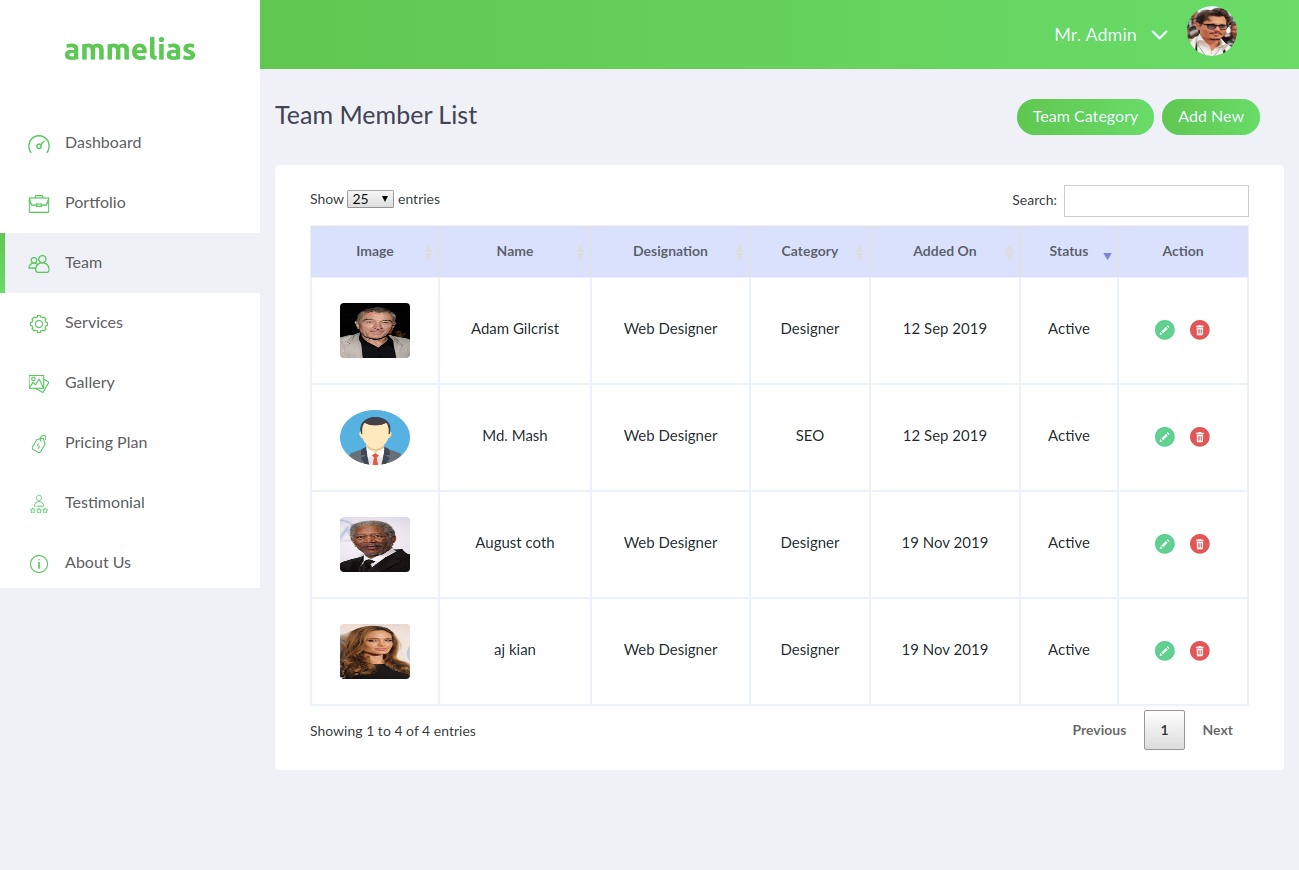 ammelias
Mr. Admin
Dashboard
Portfolio
Team
Services
Gallery
Pricing Plan
Testimonial
About Us
Team Member List
Team Category
Add New
Show 25 entries
Search:
Image Name Designation Category Added On Status Action
Adam Gilcrist Web Designer Designer 12 Sep 2019 Active
Md. Mash Web Designer SEO 12 Sep 2019 Active
August coth Web Designer Designer 19 Nov 2019 Active
aj kian Web Designer Designer 19 Nov 2019 Active
Showing 1 to 4 of 4 entries
Previous 1 Next